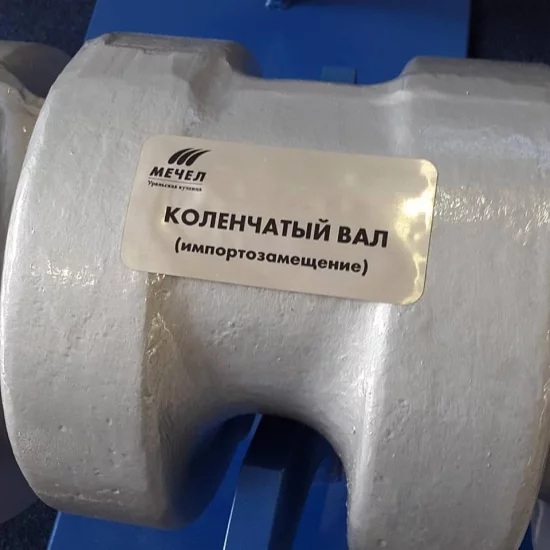 МЕЧЕЛ
Уральская кузница
КОЛЕНЧАТЫЙ ВАЛ
(импортозамещение)